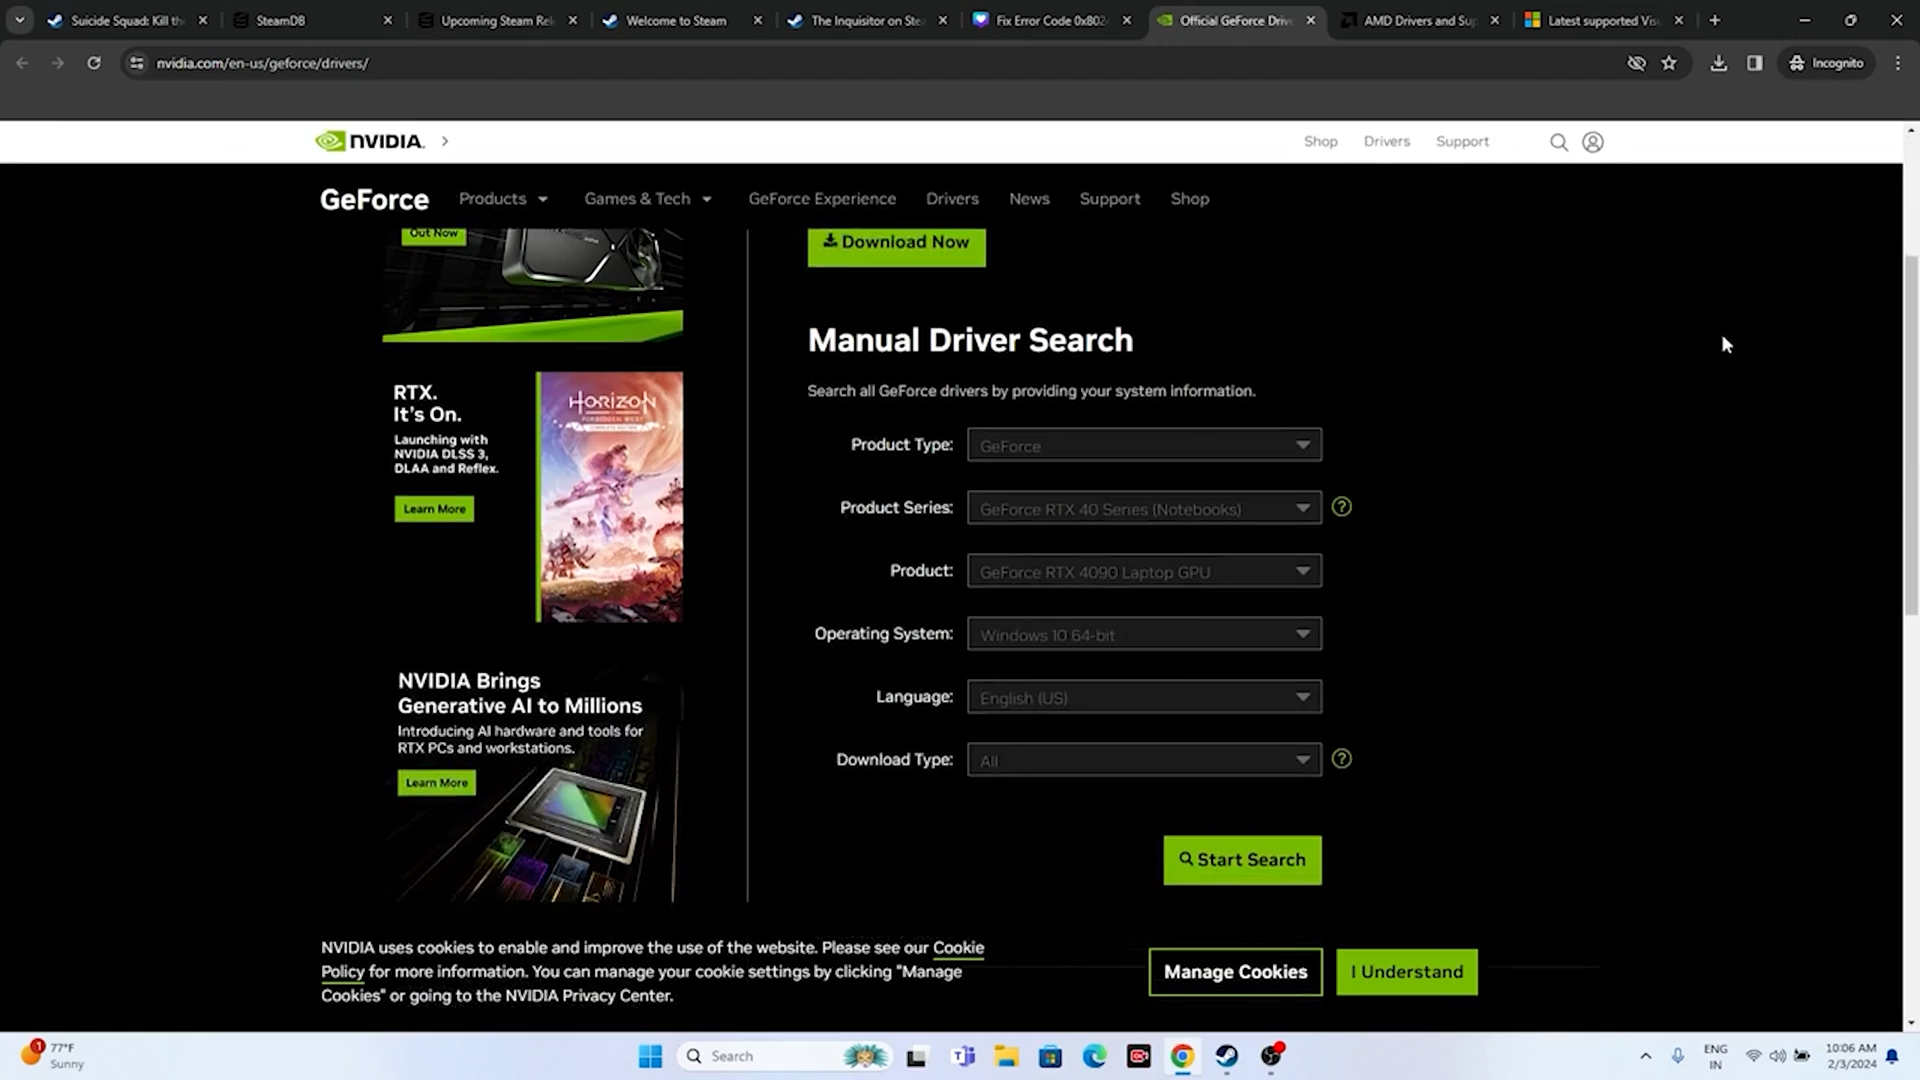 Suicide Squad: Kill the
SteamDB
Upcoming Steam Rel
Welcome to Steam
The Inquisitor on Stea
Fix Error Code 0x802
Official GeForce Drive
AMD Drivers and Sup
Latest supported Visu
nvidia.com/en-us/geforce/drivers/
Incognito
NVIDIA.
Shop
Drivers
Support
GeForce
Products
Games & Tech
GeForce Experience
Drivers
News
Support
Shop
Out Now
Download Now
Manual Driver Search
Search all GeForce drivers by providing your system information.
RTX.
It's On.
Launching with
NVIDIA DLSS 3,
DLAA and Reflex.
Learn More
HORIZON
FORBIDDEN WEST
Product Type: GeForce
Product Series: GeForce RTX 40 Series (Notebooks)
Product: GeForce RTX 4090 Laptop GPU
Operating System: Windows 10 64-bit
Language: English (US)
Download Type: All
NVIDIA Brings
Generative AI to Millions
Introducing AI hardware and tools for
RTX PCs and workstations.
Learn More
Start Search
NVIDIA uses cookies to enable and improve the use of the website. Please see our Cookie
Policy for more information. You can manage your cookie settings by clicking "Manage
Cookies" or going to the NVIDIA Privacy Center.
Manage Cookies
I Understand
1
77°F
Sunny
Search
ENG
IN
10:06 AM
2/3/2024